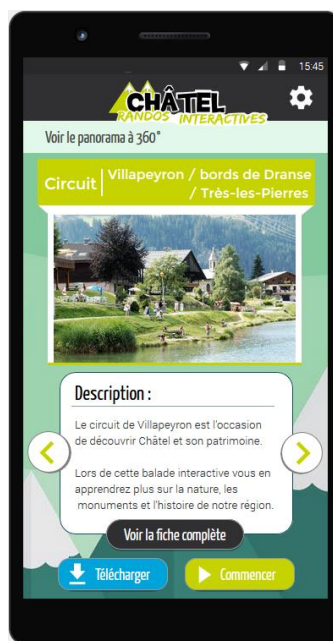 15:45
CHÂTEL
RANDOS INTERACTIVES
Voir le panorama à 360°
Circuit
Villapeyron / bords de Dranse
/ Très-les-Pierres
Description :
Le circuit de Villapeyron est l'occasion
de découvrir Châtel et son patrimoine.
Lors de cette balade interactive vous en
apprendrez plus sur la nature, les
monuments et l'histoire de notre région.
Voir la fiche complète
Télécharger
Commencer